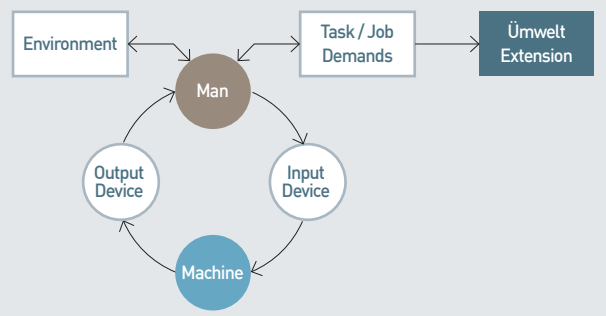 Environment
Task / Job
Demands
Ümwelt
Extension
Man
Output
Device
Input
Device
Machine